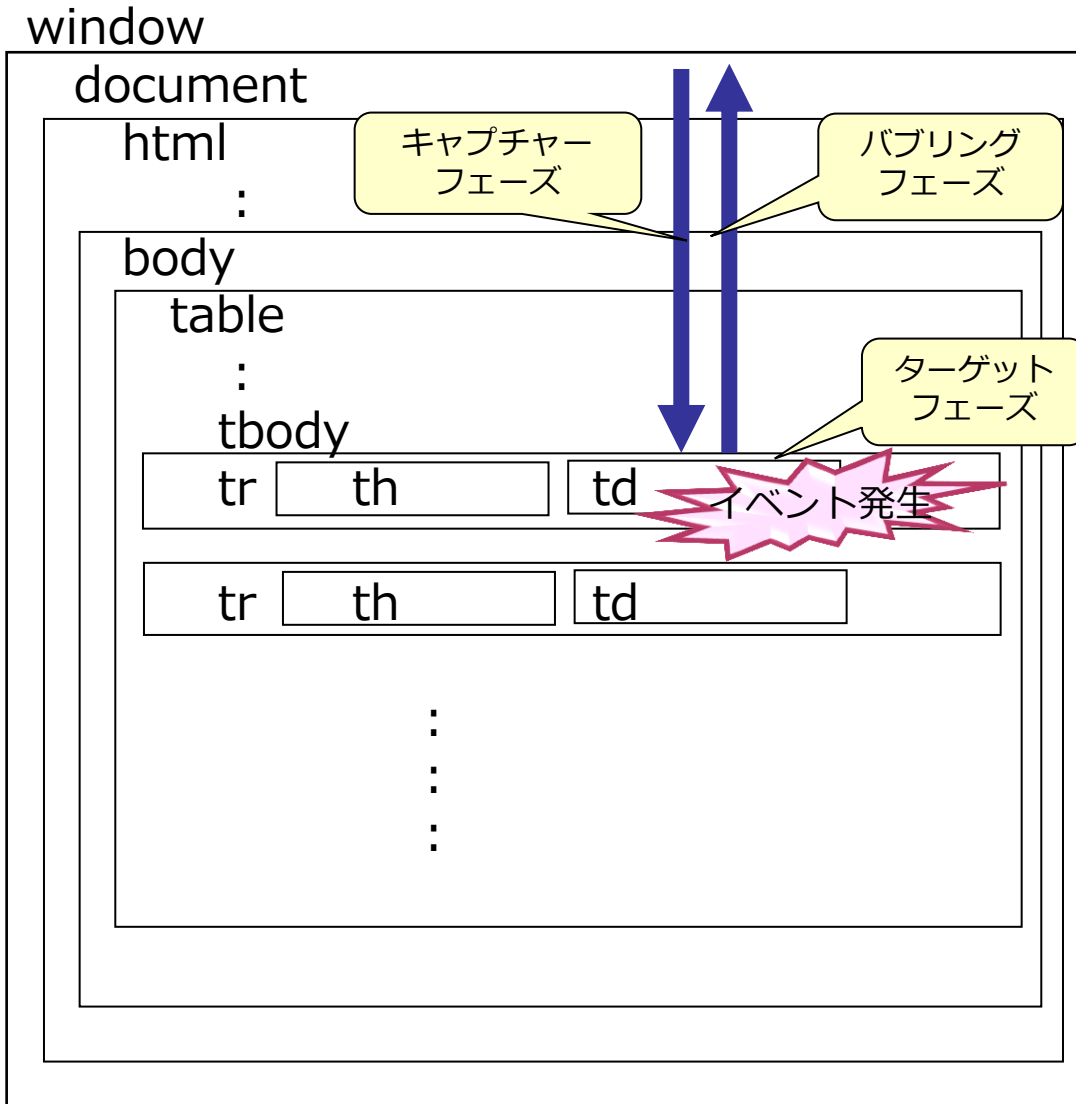 window
document
html
キャプチャー
フェーズ
バブリング
フェーズ
:
body
table
:
ターゲット
フェーズ
tbody
tr th td イベント発生
tr th td
:
:
: